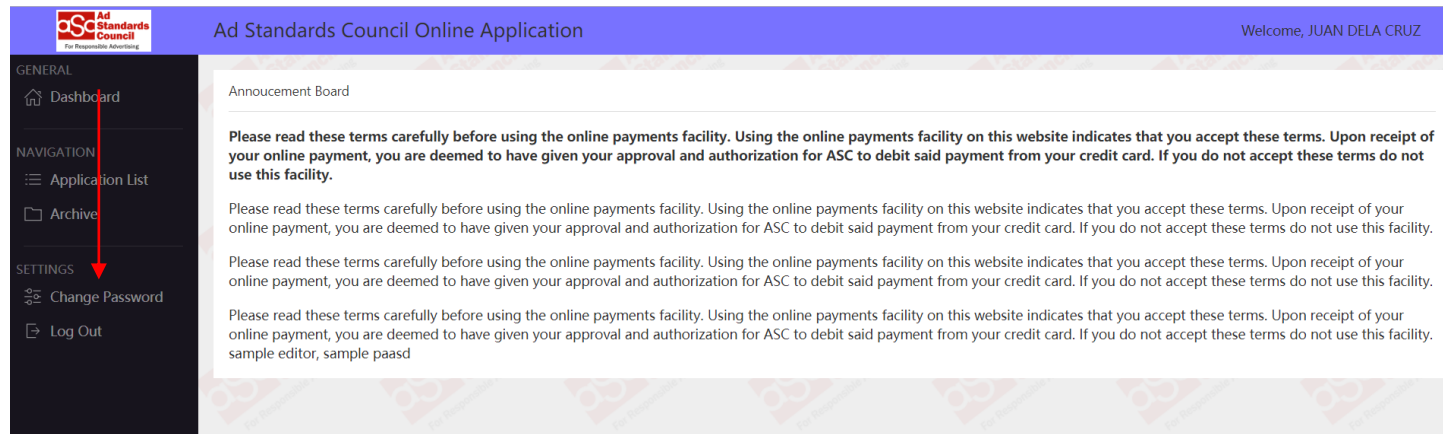 Ad
Standards
Council
For Responsible Advertising
Ad Standards Council Online Application
Welcome, JUAN DELA CRUZ
GENERAL
Dashboard
NAVIGATION
Application List
Archive
SETTINGS
Change Password
Log Out
Annoucement Board
Please read these terms carefully before using the online payments facility. Using the online payments facility on this website indicates that you accept these terms. Upon receipt of
your online payment, you are deemed to have given your approval and authorization for ASC to debit said payment from your credit card. If you do not accept these terms do not
use this facility.
Please read these terms carefully before using the online payments facility. Using the online payments facility on this website indicates that you accept these terms. Upon receipt of your
online payment, you are deemed to have given your approval and authorization for ASC to debit said payment from your credit card. If you do not accept these terms do not use this facility.
Please read these terms carefully before using the online payments facility. Using the online payments facility on this website indicates that you accept these terms. Upon receipt of your
online payment, you are deemed to have given your approval and authorization for ASC to debit said payment from your credit card. If you do not accept these terms do not use this facility.
Please read these terms carefully before using the online payments facility. Using the online payments facility on this website indicates that you accept these terms. Upon receipt of your
online payment, you are deemed to have given your approval and authorization for ASC to debit said payment from your credit card. If you do not accept these terms do not use this facility.
sample editor, sample paasd